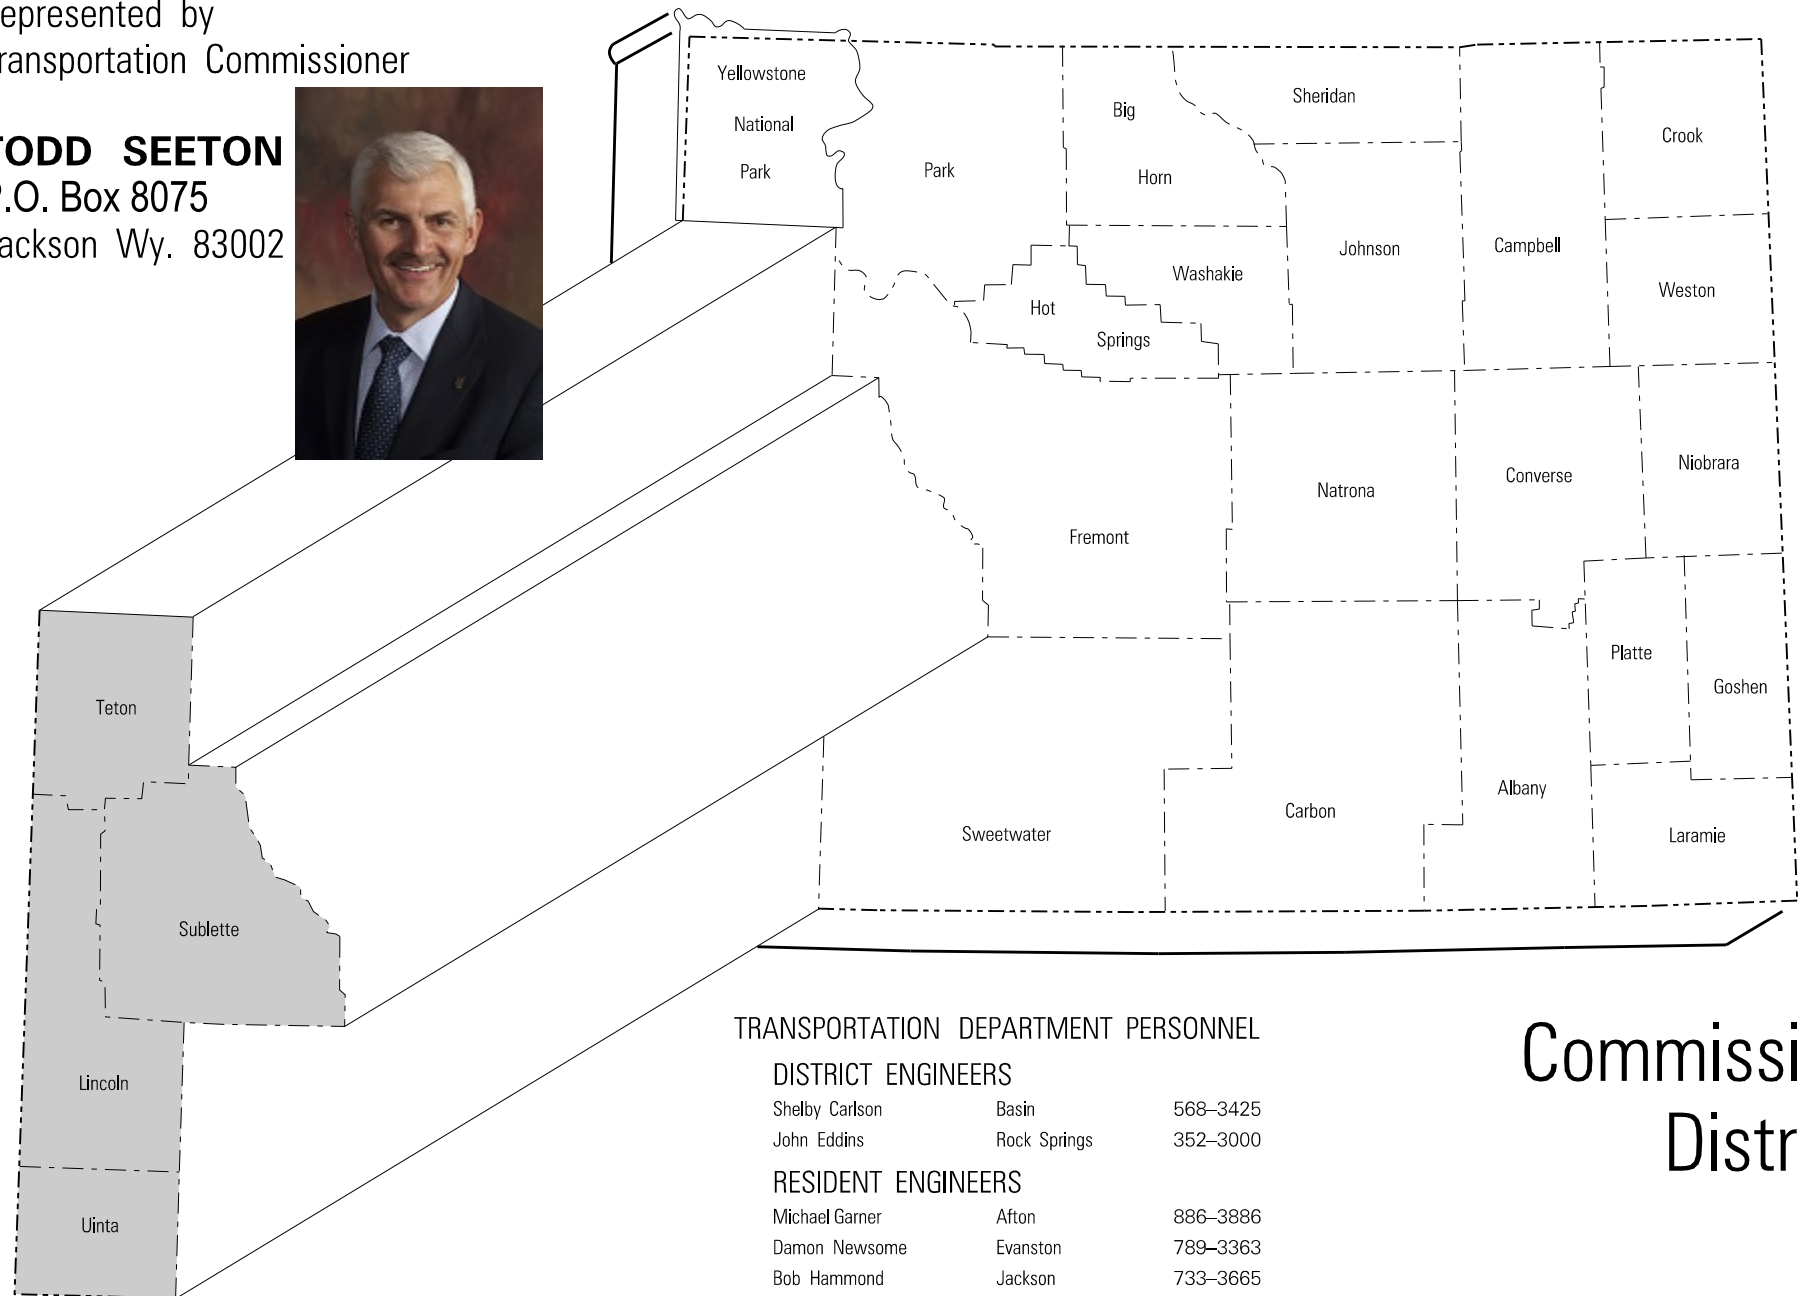 epresented by
ransportation Commissioner
TODD SEETON
P.O. Box 8075
Jackson Wy. 83002
Yellowstone
National
Park
Park
Big
Horn
Sheridan
Crook
Johnson
Campbell
Washakie
Weston
Hot
Springs
Natrona
Converse
Niobrara
Fremont
Platte
Goshen
Teton
Albany
Carbon
Sweetwater
Laramie
Sublette
Lincoln
Uinta
TRANSPORTATION DEPARTMENT PERSONNEL
DISTRICT ENGINEERS
Shelby Carlson Basin 568–3425
John Eddins Rock Springs 352–3000
RESIDENT ENGINEERS
Michael Garner Afton 886–3886
Damon Newsome Evanston 789–3363
Bob Hammond Jackson 733–3665
Commissi
Distr